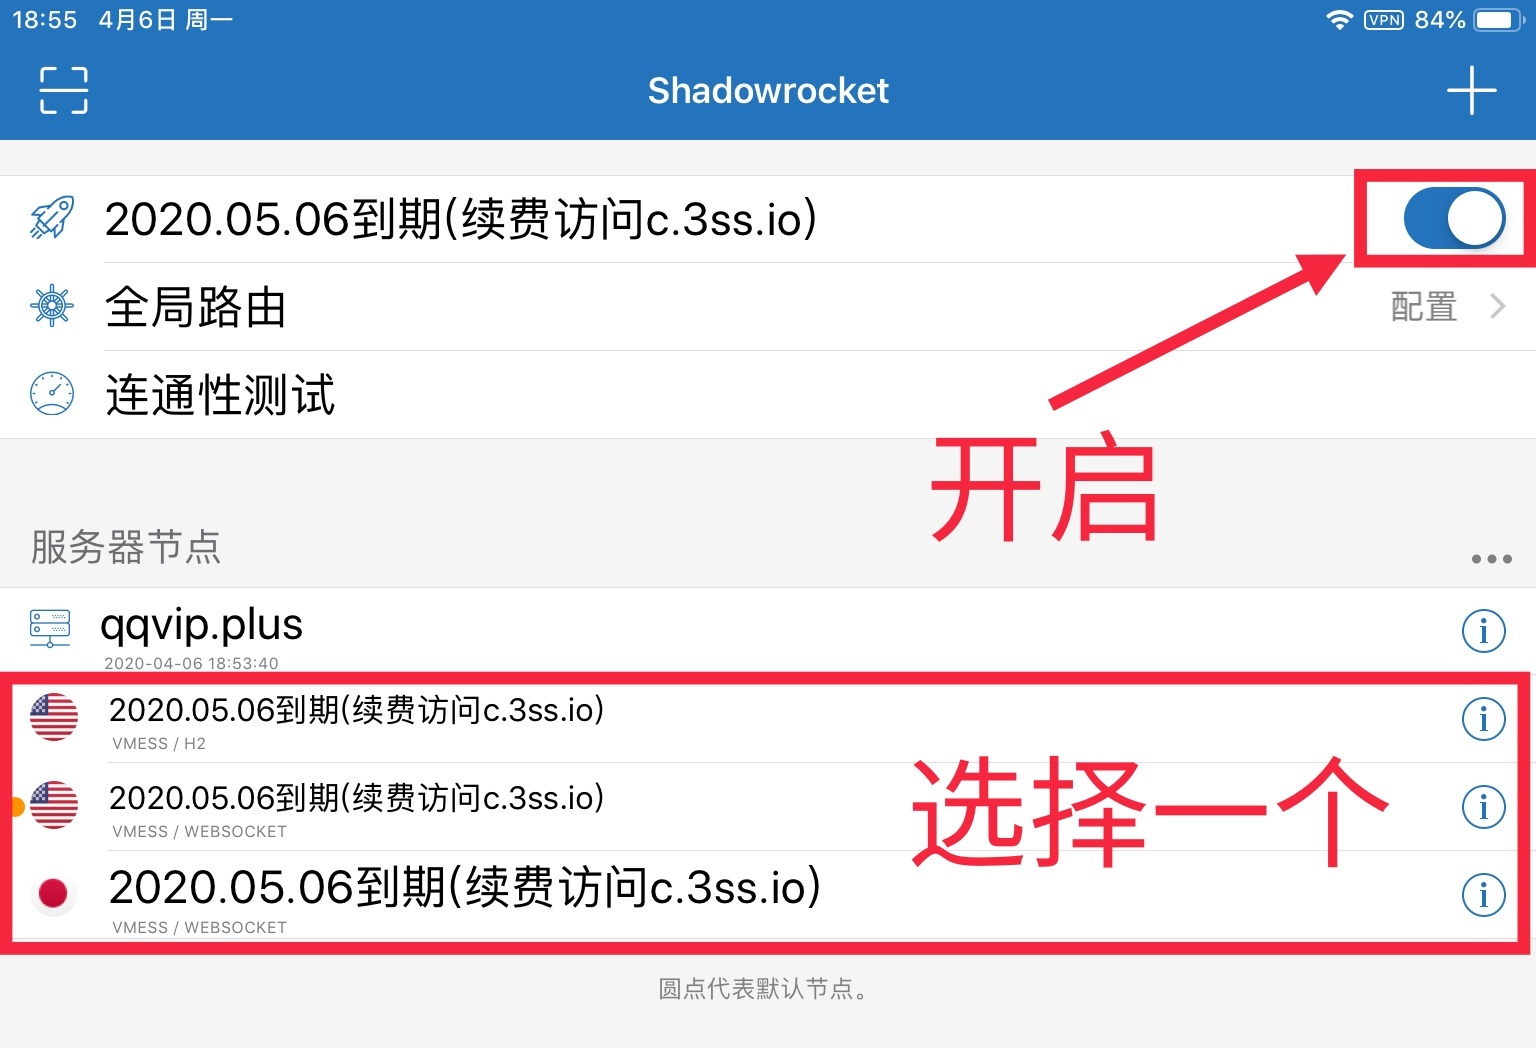 18:55 4月6日 周一
VPN 84%
Shadowrocket
2020.05.06到期(续费访问c.3ss.io)
全局路由
配置
连通性测试
开启
服务器节点
qqvip.plus
2020-04-06 18:53:40
2020.05.06到期(续费访问c.3ss.io)
VMESS / H2
选择一个
2020.05.06到期(续费访问c.3ss.io)
VMESS / WEBSOCKET
2020.05.06到期(续费访问c.3ss.io)
VMESS / WEBSOCKET
圆点代表默认节点。